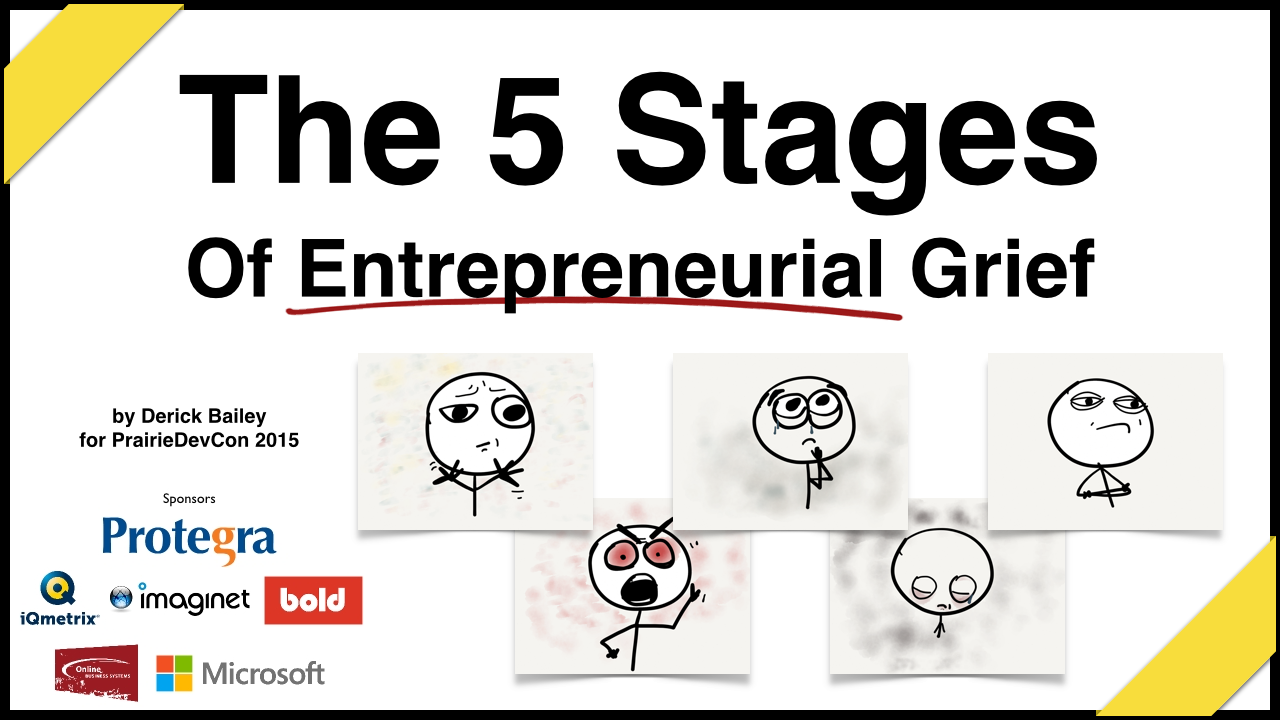 The 5 Stages
Of Entrepreneurial Grief
by Derick Bailey
for PrairieDevCon 2015
Sponsors
Protegra
iQmetrix
imaginet
bold
Online
BUSINESS SYSTEMS
Microsoft